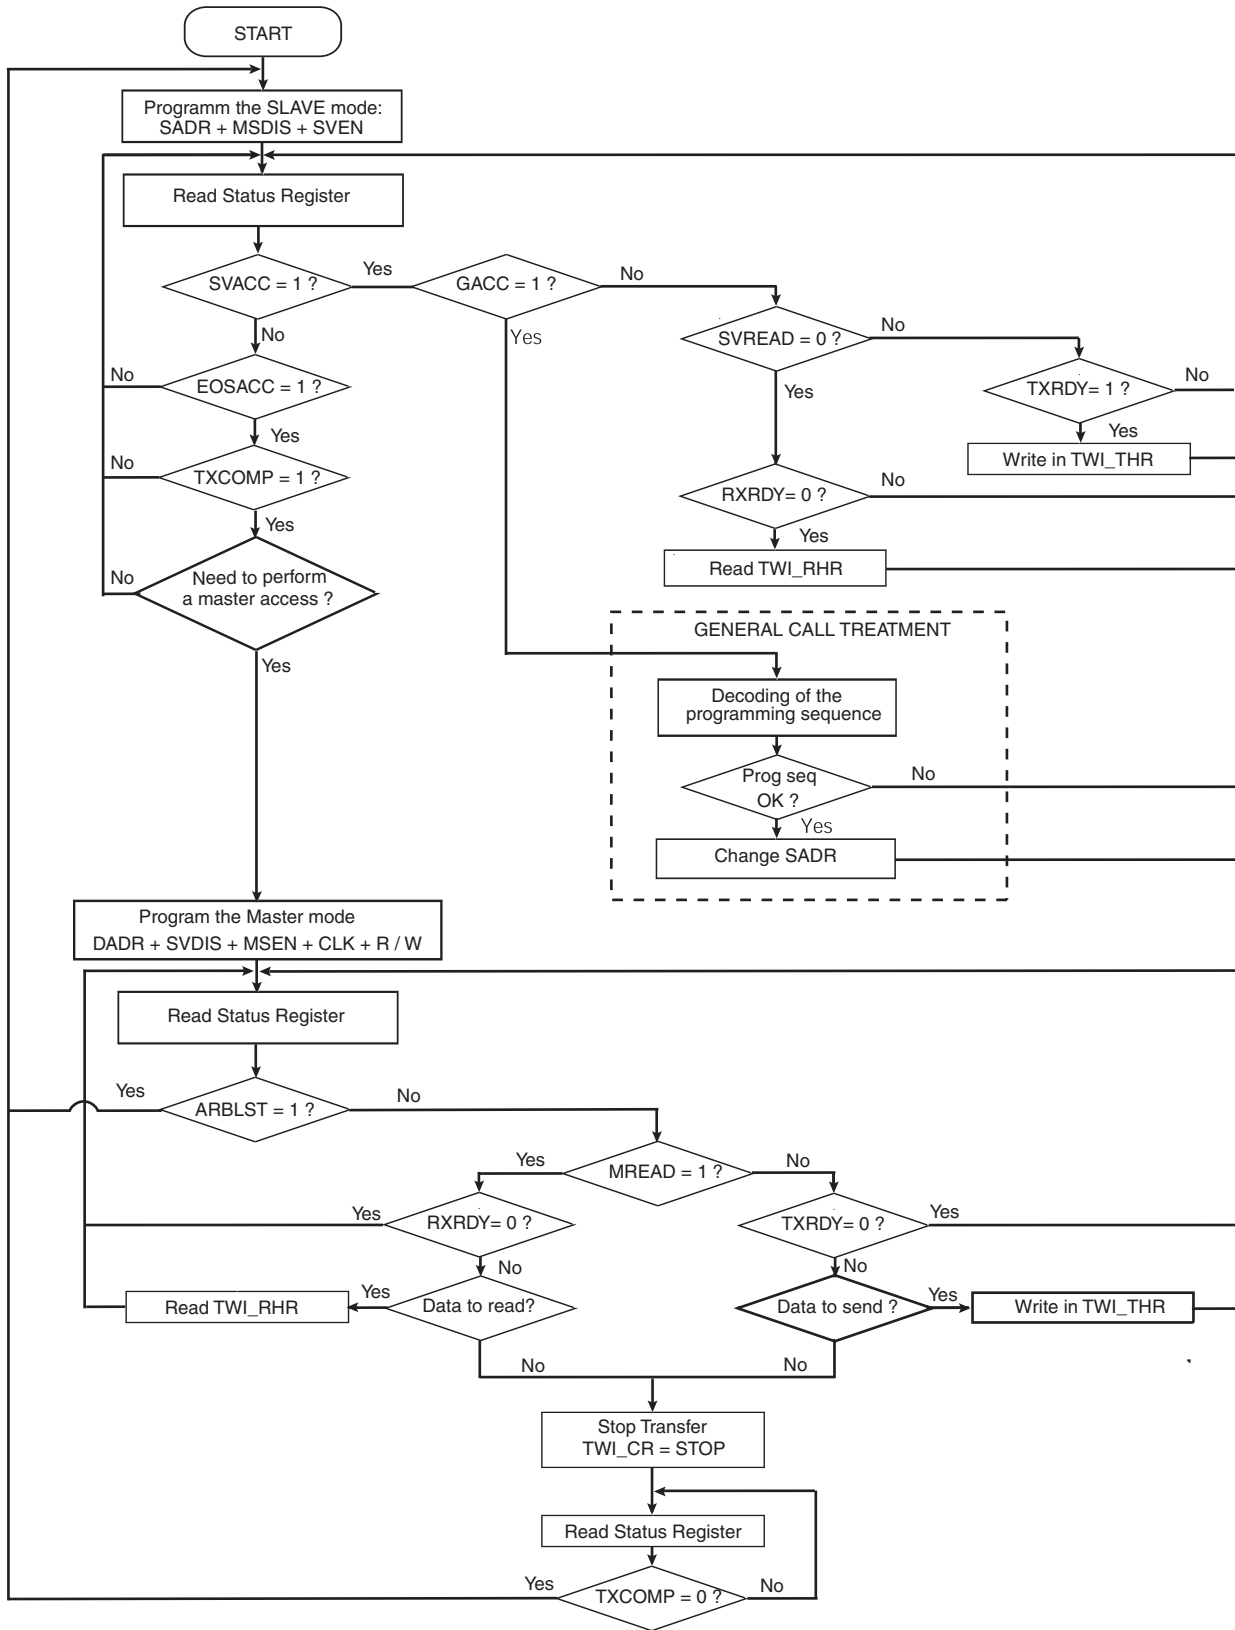 START
Programm the SLAVE mode:
SADR + MSDIS + SVEN
Read Status Register
SVACC = 1 ?
Yes
GACC = 1 ?
No
No
Yes
SVREAD = 0 ?
No
EOSACC = 1 ?
No
Yes
Yes
TXRDY= 1 ?
No
Yes
Write in TWI_THR
TXCOMP = 1 ?
No
Yes
RXRDY= 0 ?
No
Yes
Read TWI_RHR
Need to perform
a master access ?
No
Yes
GENERAL CALL TREATMENT
Decoding of the
programming sequence
Prog seq
OK ?
No
Yes
Change SADR
Program the Master mode
DADR + SVDIS + MSEN + CLK + R / W
Read Status Register
Yes
ARBLST = 1 ?
No
Yes
MREAD = 1 ?
No
Yes
RXRDY= 0 ?
TXRDY= 0 ?
Yes
No
No
Read TWI_RHR
Yes
Data to read?
Data to send ?
Yes
Write in TWI_THR
No
No
Stop Transfer
TWI_CR = STOP
Read Status Register
Yes
TXCOMP = 0 ?
No